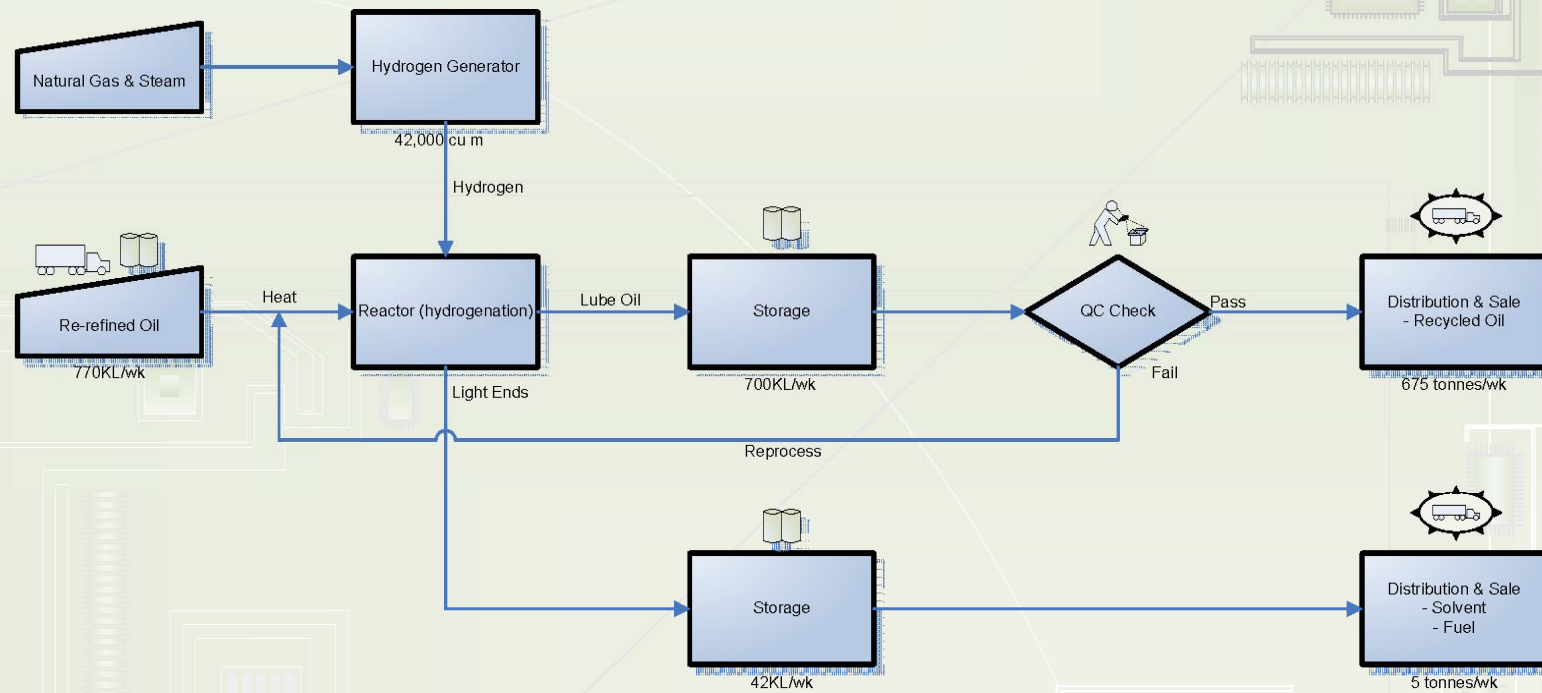 Natural Gas & Steam
Hydrogen Generator
42,000 cu m
Hydrogen
Re-refined Oil
770KL/wk
Heat
Reactor (hydrogenation)
Lube Oil
Storage
700KL/wk
QC Check
Pass
Fail
Distribution & Sale
- Recycled Oil
675 tonnes/wk
Light Ends
Reprocess
Storage
42KL/wk
Distribution & Sale
- Solvent
- Fuel
5 tonnes/wk